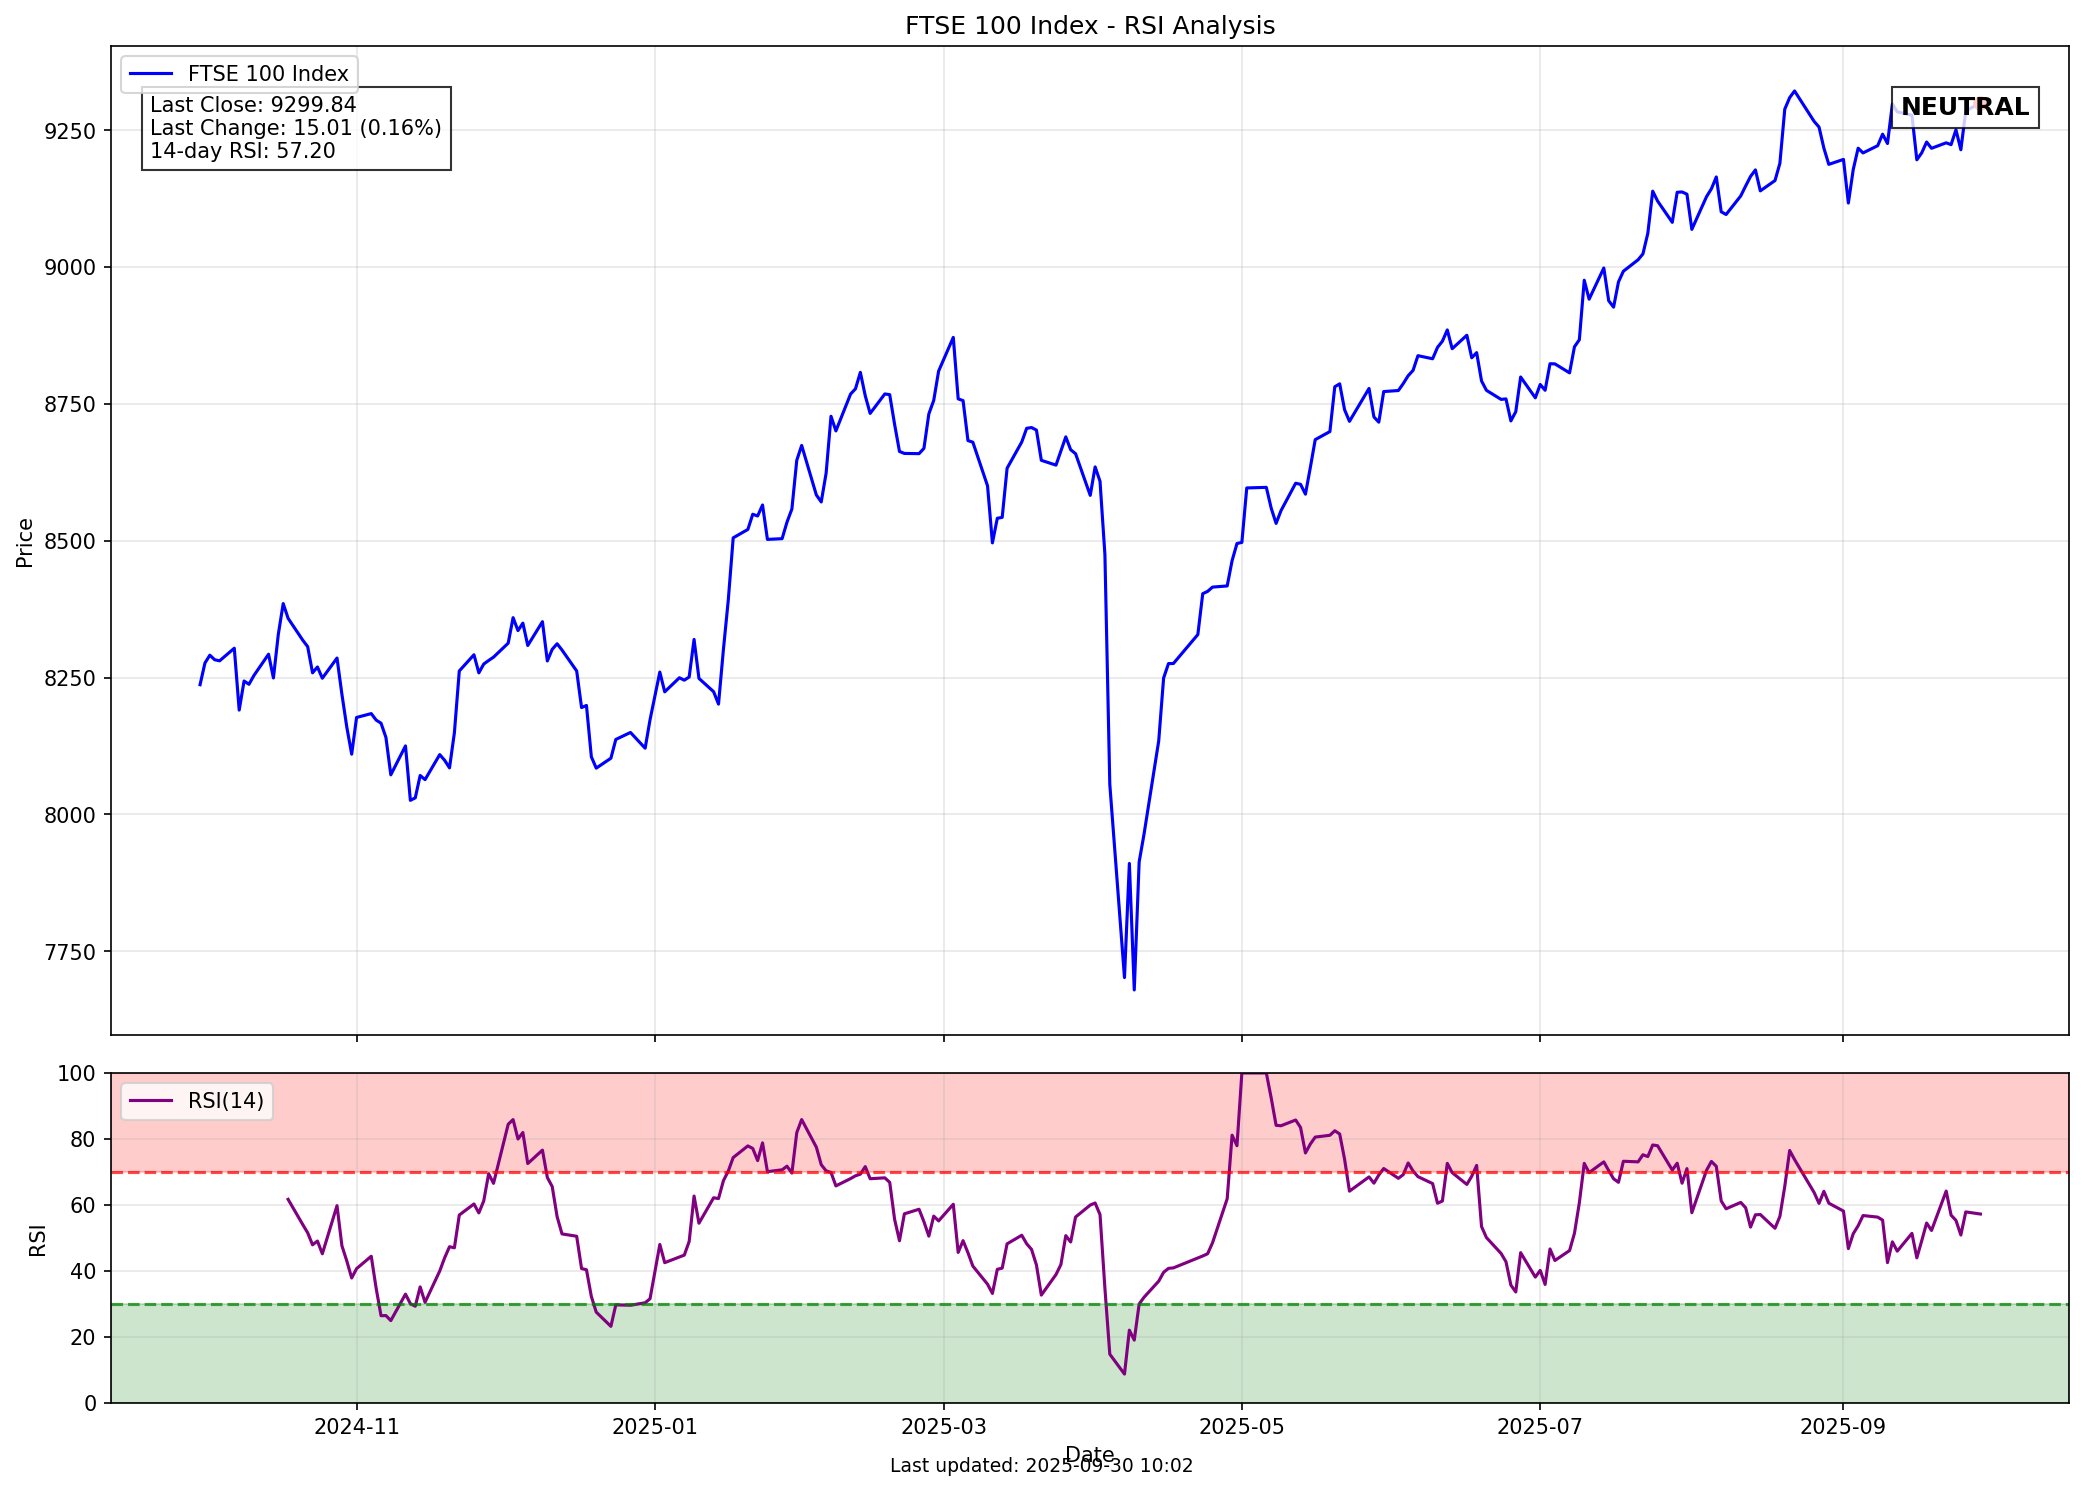 FTSE 100 Index - RSI Analysis
FTSE 100 Index
Last Close: 9299.84
Last Change: 15.01 (0.16%)
14-day RSI: 57.20
NEUTRAL
Price
9250
9000
8750
8500
8250
8000
7750
RSI(14)
RSI
100
80
60
40
20
0
2024-11
2025-01
2025-03
2025-05
2025-07
2025-09
Date
Last updated: 2025-09-30 10:02